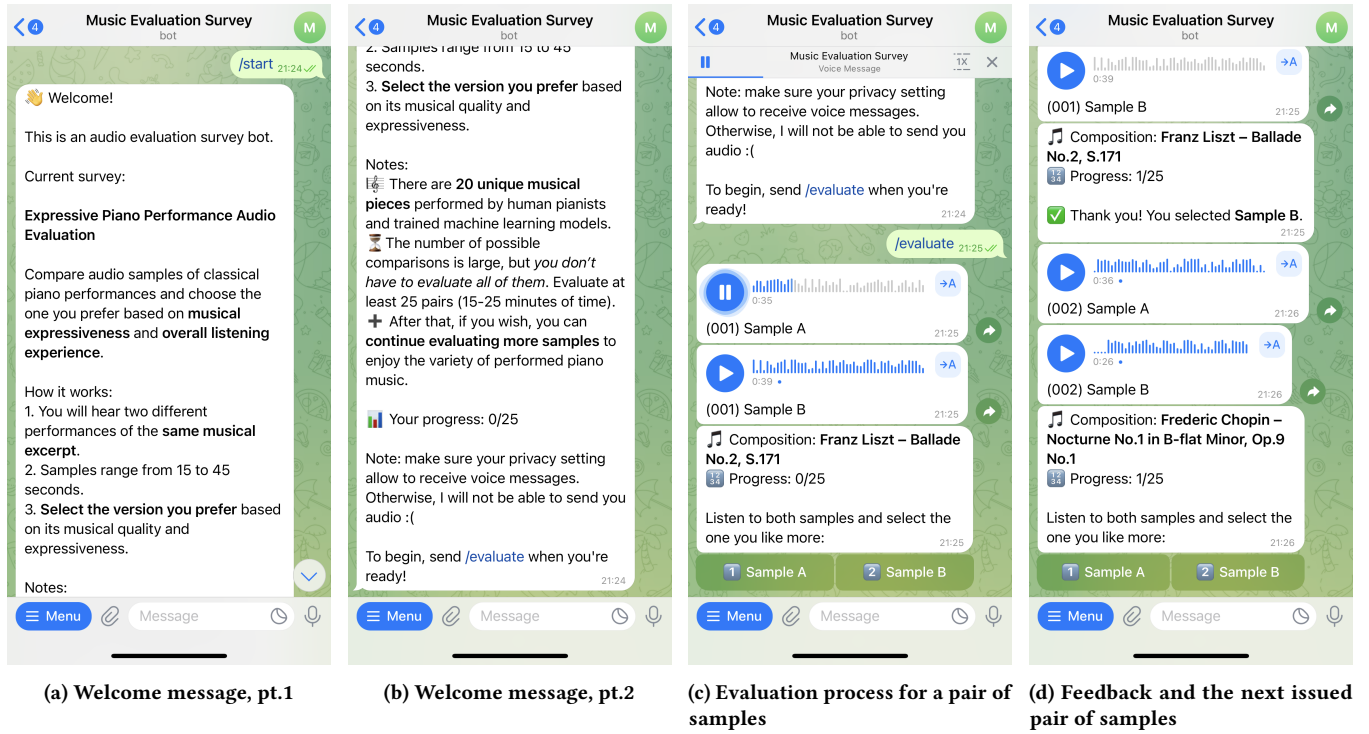 4
Music Evaluation Survey
bot
M
/start 21:24
👋 Welcome!
This is an audio evaluation survey bot.
Current survey:
Expressive Piano Performance Audio
Evaluation
Compare audio samples of classical
piano performances and choose the
one you prefer based on musical
expressiveness and overall listening
experience.
How it works:
1. You will hear two different
performances of the same musical
excerpt.
2. Samples range from 15 to 45
seconds.
3. Select the version you prefer based
on its musical quality and
expressiveness.
Notes:
Menu
Message
(a) Welcome message, pt.1
4
Music Evaluation Survey
bot
M
2. Samples range from 15 to 45
seconds.
3. Select the version you prefer based
on its musical quality and
expressiveness.
Notes:
🎼 There are 20 unique musical
pieces performed by human pianists
and trained machine learning models.
⏳The number of possible
comparisons is large, but you don't
have to evaluate all of them. Evaluate at
least 25 pairs (15-25 minutes of time).
➕ After that, if you wish, you can
continue evaluating more samples to
enjoy the variety of performed piano
music.
📊 Your progress: 0/25
Note: make sure your privacy setting
allow to receive voice messages.
Otherwise, I will not be able to send you
audio :(
To begin, send /evaluate when you're
ready!
21:24
Menu
Message
(b) Welcome message, pt.2
4
Music Evaluation Survey
bot
M
Music Evaluation Survey
Voice Message
1X
Note: make sure your privacy setting
allow to receive voice messages.
Otherwise, I will not be able to send you
audio :(
To begin, send /evaluate when you're
ready!
21:24
/evaluate 21:25
→A
0:35
(001) Sample A
21:25
→A
0:39
(001) Sample B
21:25
🎵 Composition: Franz Liszt – Ballade
No.2, S.171
🔢 Progress: 0/25
Listen to both samples and select the
one you like more:
21:25
1 Sample A
2 Sample B
Menu
Message
(c) Evaluation process for a pair of
samples
4
Music Evaluation Survey
bot
M
→A
0:39
(001) Sample B
21:25
🎵 Composition: Franz Liszt – Ballade
No.2, S.171
🔢 Progress: 1/25
✅ Thank you! You selected Sample B.
21:25
→A
0:36
(002) Sample A
21:26
→A
0:26
(002) Sample B
21:26
🎵 Composition: Frederic Chopin –
Nocturne No.1 in B-flat Minor, Op.9
No.1
🔢 Progress: 1/25
Listen to both samples and select the
one you like more:
21:26
1 Sample A
2 Sample B
Menu
Message
(d) Feedback and the next issued
pair of samples